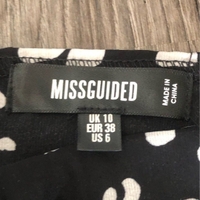 MISSGUIDED
MADE IN
CHINA
UK 10
EUR 38
US 6